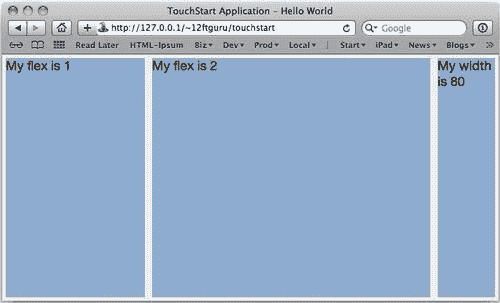 TouchStart Application – Hello World
http://127.0.0.1/~12ftguru/touchstart
Google
Read Later HTML-Ipsum Biz Dev Prod Local Start iPad News Blogs
My flex is 1
My flex is 2
My width
is 80